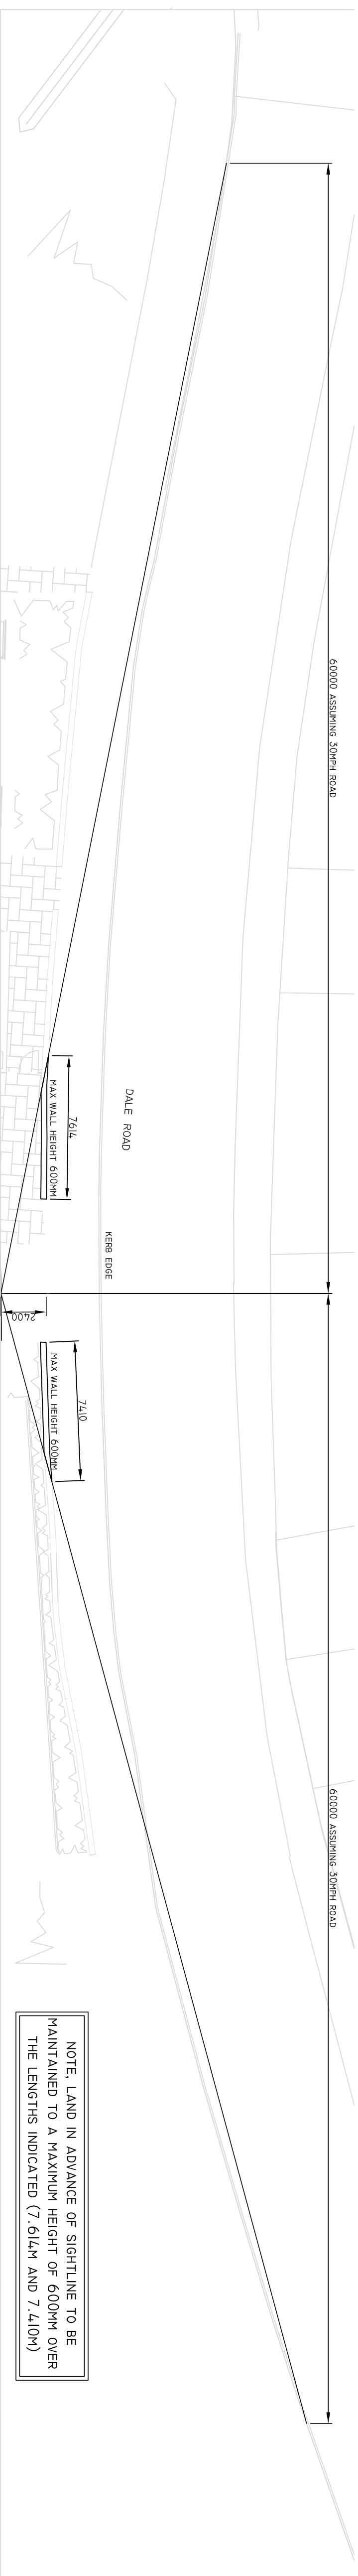 60000 ASSUMING 30MPH ROAD
7614
MAX WALL HEIGHT 600MM
DALE ROAD
KERB EDGE
2400
7410
MAX WALL HEIGHT 600MM
60000 ASSUMING 30MPH ROAD
NOTE, LAND IN ADVANCE OF SIGHTLINE TO BE
MAINTAINED TO A MAXIMUM HEIGHT OF 600MM OVER
THE LENGTHS INDICATED (7.614M AND 7.410M)